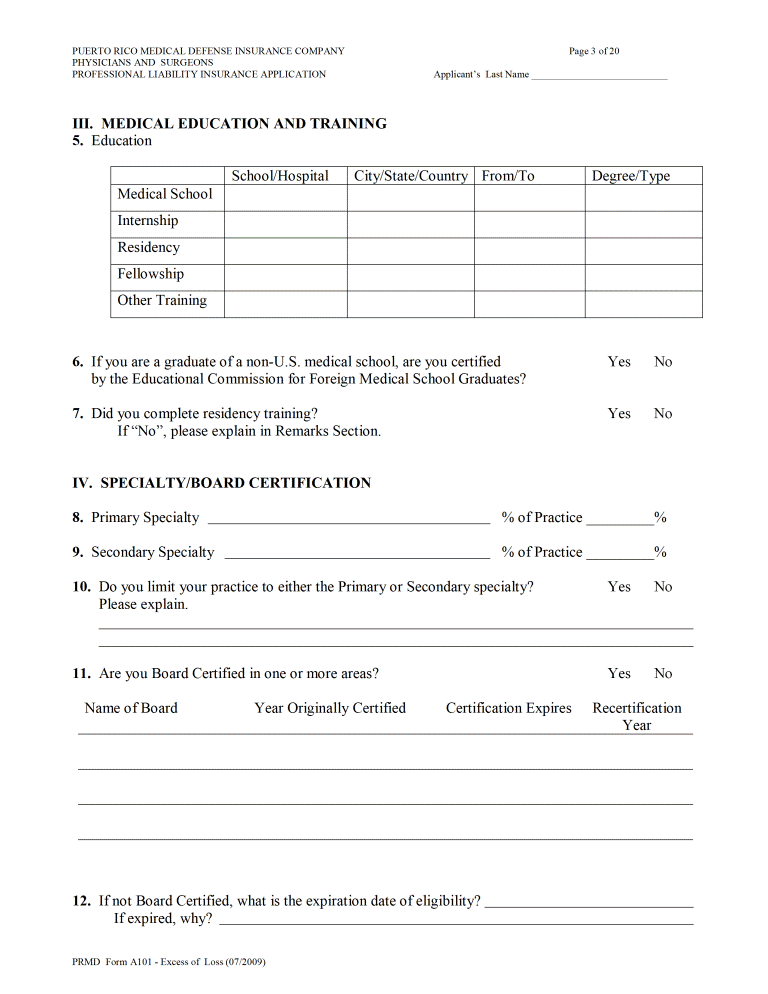 PUERTO RICO MEDICAL DEFENSE INSURANCE COMPANY Page 3 of 20
PHYSICIANS AND SURGEONS
PROFESSIONAL LIABILITY INSURANCE APPLICATION Applicant’s Last Name ___________________________
III. MEDICAL EDUCATION AND TRAINING
5. Education
School/Hospital City/State/Country From/To Degree/Type
Medical School
Internship
Residency
Fellowship
Other Training
6. If you are a graduate of a non-U.S. medical school, are you certified Yes No
by the Educational Commission for Foreign Medical School Graduates?
7. Did you complete residency training? Yes No
If “No”, please explain in Remarks Section.
IV. SPECIALTY/BOARD CERTIFICATION
8. Primary Specialty ______________________________________ % of Practice _________%
9. Secondary Specialty ____________________________________ % of Practice _________%
10. Do you limit your practice to either the Primary or Secondary specialty? Yes No
Please explain.
11. Are you Board Certified in one or more areas? Yes No
Name of Board Year Originally Certified Certification Expires Recertification
Year
12. If not Board Certified, what is the expiration date of eligibility? ____________________________
If expired, why? ________________________________________________________________
PRMD Form A101 - Excess of Loss (07/2009)